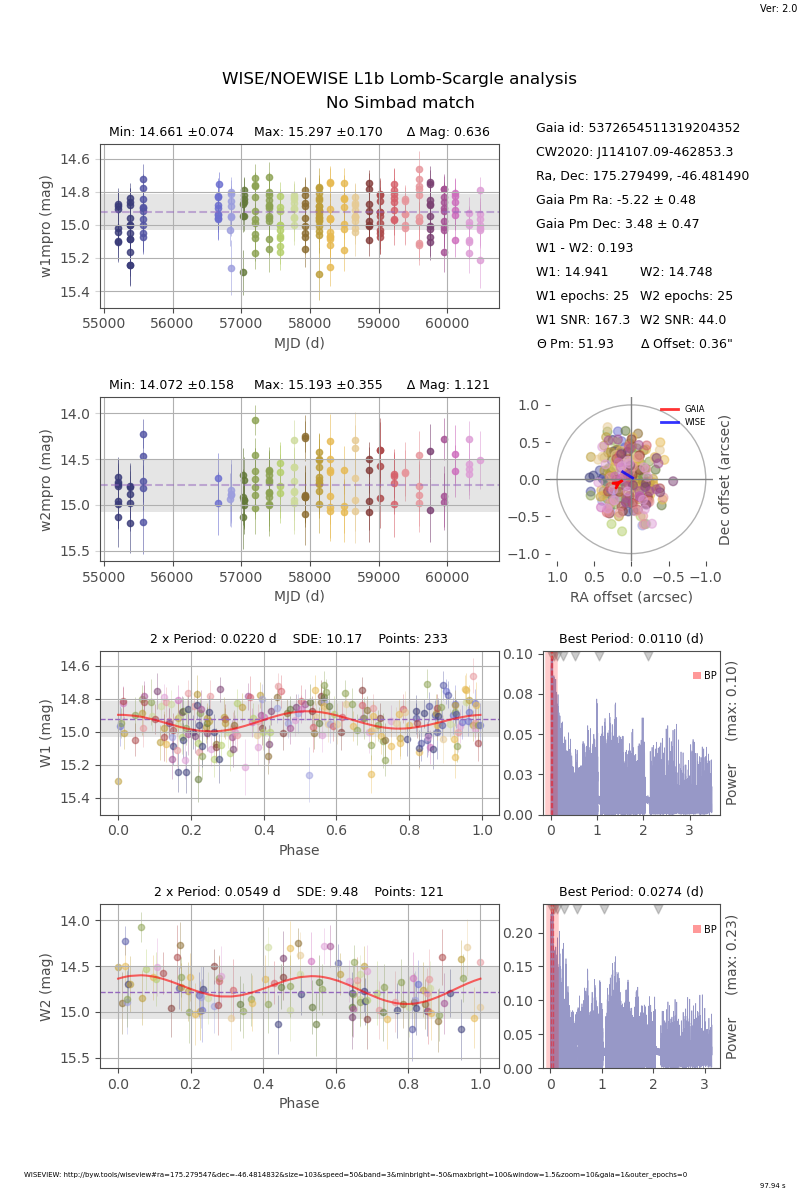 Ver: 2.0
WISE/NOEWISE L1b Lomb-Scargle analysis
No Simbad match
Min: 14.661 ±0.074 Max: 15.297 ±0.170 Δ Mag: 0.636
14.6
14.8
15.0
15.2
15.4
w1mpro (mag)
55000 56000 57000 58000 59000 60000
MJD (d)
Gaia id: 5372654511319204352
CW2020: J114107.09-462853.3
Ra, Dec: 175.279499, -46.481490
Gaia Pm Ra: -5.22 ± 0.48
Gaia Pm Dec: 3.48 ± 0.47
W1 - W2: 0.193
W1: 14.941 W2: 14.748
W1 epochs: 25 W2 epochs: 25
W1 SNR: 167.3 W2 SNR: 44.0
Θ Pm: 51.93 Δ Offset: 0.36"
Min: 14.072 ±0.158 Max: 15.193 ±0.355 Δ Mag: 1.121
14.0
14.5
15.0
15.5
w2mpro (mag)
55000 56000 57000 58000 59000 60000
MJD (d)
1.0
0.5
0.0
−0.5
−1.0
GAIA
WISE
Dec offset (arcsec)
1.0 0.5 0.0 −0.5 −1.0
RA offset (arcsec)
2 x Period: 0.0220 d SDE: 10.17 Points: 233
14.6
14.8
15.0
15.2
15.4
W1 (mag)
0.0 0.2 0.4 0.6 0.8 1.0
Phase
Best Period: 0.0110 (d)
0.10
0.08
0.05
0.03
0.00
BP
Power (max: 0.10)
0 1 2 3
2 x Period: 0.0549 d SDE: 9.48 Points: 121
14.0
14.5
15.0
15.5
W2 (mag)
0.0 0.2 0.4 0.6 0.8 1.0
Phase
Best Period: 0.0274 (d)
0.20
0.15
0.10
0.05
0.00
BP
Power (max: 0.23)
0 1 2 3
WISEVIEW: http://byw.tools/wiseview#ra=175.279547&dec=-46.4814832&size=103&speed=50&band=3&minbright=-50&maxbright=100&window=1.5&zoom=10&gaia=1&outer_epochs=0
97.94 s